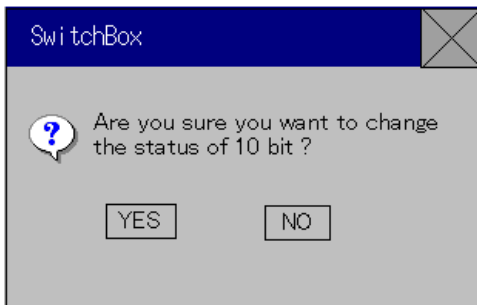 SwitchBox
Are you sure you want to change
the status of 10 bit ?
YES NO